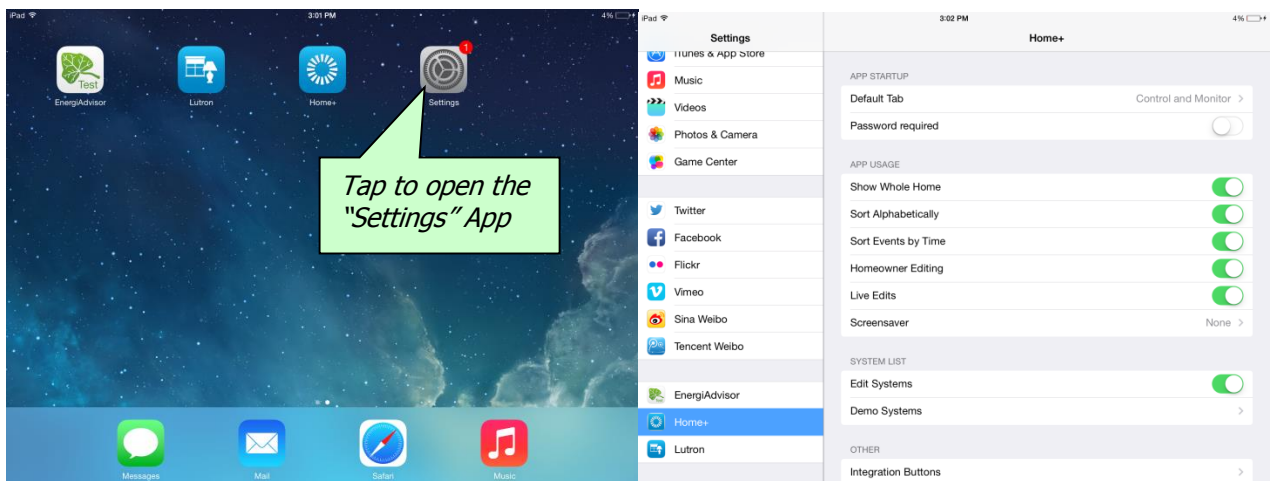 iPad
3:01 PM
4%
1
Test
EnergiAdvisor
Lutron
Home+
Settings
Tap to open the
"Settings" App
Messages
Mail
Safari
Music
iPad
3:02 PM
4%
Settings
Home+
iTunes & App Store
Music
Videos
Photos & Camera
Game Center
Twitter
Facebook
Flickr
Vimeo
Sina Weibo
Tencent Weibo
EnergiAdvisor
Home+
Lutron
APP STARTUP
Default Tab Control and Monitor >
Password required
APP USAGE
Show Whole Home
Sort Alphabetically
Sort Events by Time
Homeowner Editing
Live Edits
Screensaver None >
SYSTEM LIST
Edit Systems
Demo Systems >
OTHER
Integration Buttons >